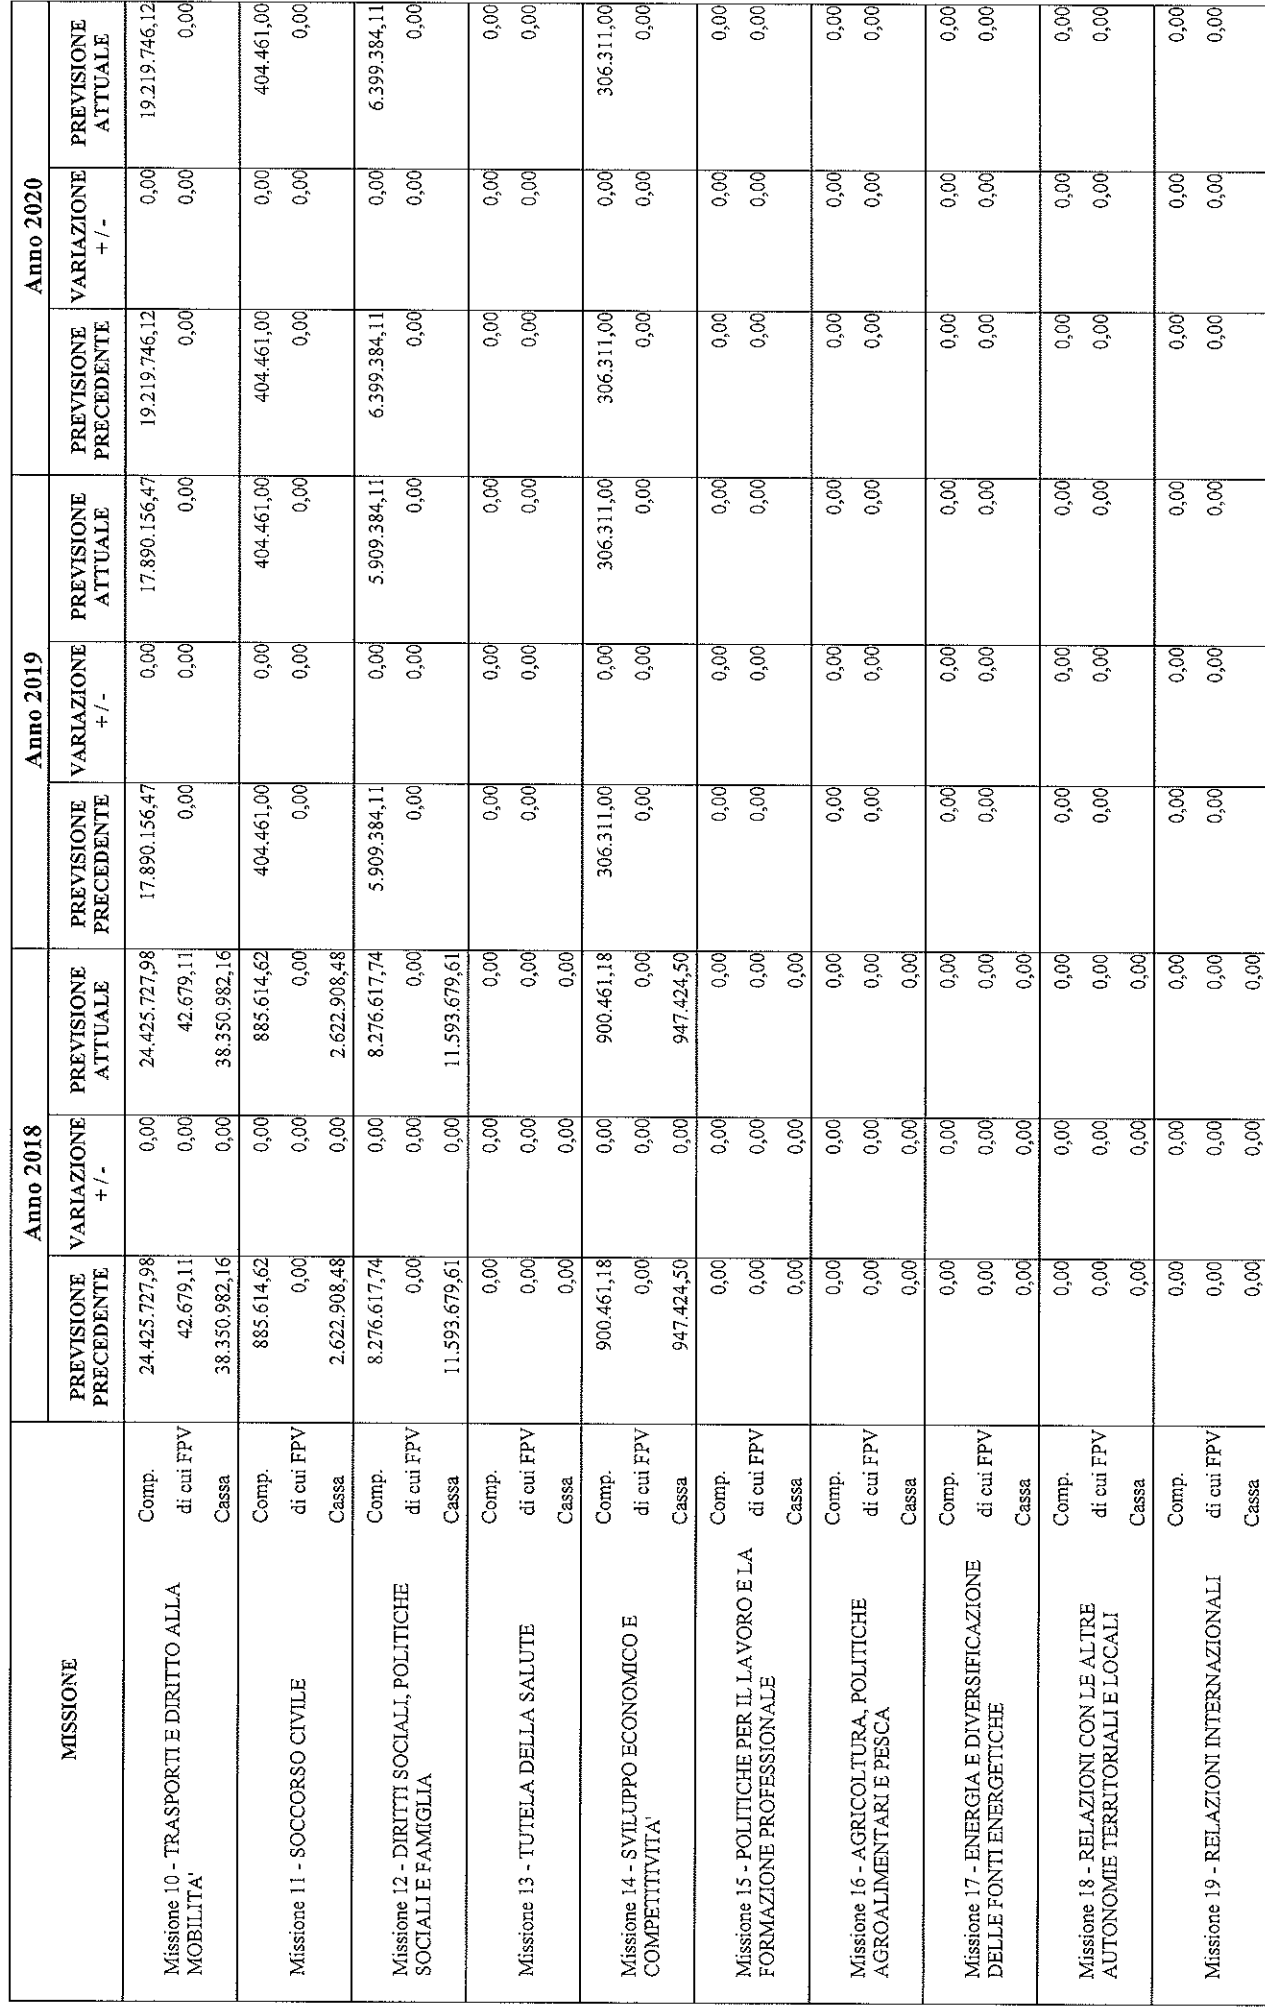 MISSIONE Anno 2018 Anno 2019 Anno 2020
PREVISIONE PRECEDENTE VARIAZIONE +/- PREVISIONE ATTUALE PREVISIONE PRECEDENTE VARIAZIONE +/- PREVISIONE ATTUALE PREVISIONE PRECEDENTE VARIAZIONE +/- PREVISIONE ATTUALE
Missione 10 - TRASPORTI E DIRITTO ALLA
MOBILITA'
Comp. 24.425.727,98 0,00 24.425.727,98 17.890.156,47 0,00 17.890.156,47 19.219.746,12 0,00 19.219.746,12
di cui FPV 42.679,11 0,00 42.679,11 0,00 0,00 0,00 0,00 0,00 0,00
Cassa 38.350.982,16 0,00 38.350.982,16
Missione 11 - SOCCORSO CIVILE
Comp. 885.614,62 0,00 885.614,62 404.461,00 0,00 404.461,00 404.461,00 0,00 404.461,00
di cui FPV 0,00 0,00 0,00 0,00 0,00 0,00 0,00 0,00 0,00
Cassa 2.622.908,48 0,00 2.622.908,48
Missione 12 - DIRITTI SOCIALI, POLITICHE
SOCIALI E FAMIGLIA
Comp. 8.276.617,74 0,00 8.276.617,74 5.909.384,11 0,00 5.909.384,11 6.399.384,11 0,00 6.399.384,11
di cui FPV 0,00 0,00 0,00 0,00 0,00 0,00 0,00 0,00 0,00
Cassa 11.593.679,61 0,00 11.593.679,61
Missione 13 - TUTELA DELLA SALUTE
Comp. 0,00 0,00 0,00 0,00 0,00 0,00 0,00 0,00 0,00
di cui FPV 0,00 0,00 0,00 0,00 0,00 0,00 0,00 0,00 0,00
Cassa 0,00 0,00 0,00
Missione 14 - SVILUPPO ECONOMICO E
COMPETITIVITA'
Comp. 900.461,18 0,00 900.461,18 306.311,00 0,00 306.311,00 306.311,00 0,00 306.311,00
di cui FPV 0,00 0,00 0,00 0,00 0,00 0,00 0,00 0,00 0,00
Cassa 947.424,50 0,00 947.424,50
Missione 15 - POLITICHE PER IL LAVORO E LA
FORMAZIONE PROFESSIONALE
Comp. 0,00 0,00 0,00 0,00 0,00 0,00 0,00 0,00 0,00
di cui FPV 0,00 0,00 0,00 0,00 0,00 0,00 0,00 0,00 0,00
Cassa 0,00 0,00 0,00
Missione 16 - AGRICOLTURA, POLITICHE
AGROALIMENTARI E PESCA
Comp. 0,00 0,00 0,00 0,00 0,00 0,00 0,00 0,00 0,00
di cui FPV 0,00 0,00 0,00 0,00 0,00 0,00 0,00 0,00 0,00
Cassa 0,00 0,00 0,00
Missione 17 - ENERGIA E DIVERSIFICAZIONE
DELLE FONTI ENERGETICHE
Comp. 0,00 0,00 0,00 0,00 0,00 0,00 0,00 0,00 0,00
di cui FPV 0,00 0,00 0,00 0,00 0,00 0,00 0,00 0,00 0,00
Cassa 0,00 0,00 0,00
Missione 18 - RELAZIONI CON LE ALTRE
AUTONOMIE TERRITORIALI E LOCALI
Comp. 0,00 0,00 0,00 0,00 0,00 0,00 0,00 0,00 0,00
di cui FPV 0,00 0,00 0,00 0,00 0,00 0,00 0,00 0,00 0,00
Cassa 0,00 0,00 0,00
Missione 19 - RELAZIONI INTERNAZIONALI
Comp. 0,00 0,00 0,00 0,00 0,00 0,00 0,00 0,00 0,00
di cui FPV 0,00 0,00 0,00 0,00 0,00 0,00 0,00 0,00 0,00
Cassa 0,00 0,00 0,00